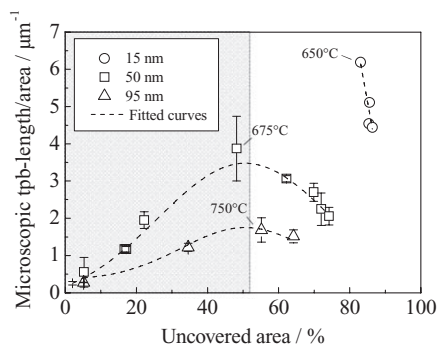 Microscopic tpb-length/area / μm⁻¹
7
6
5
4
3
2
1
0
15 nm
50 nm
95 nm
Fitted curves
650°C
675°C
750°C
0 20 40 60 80 100
Uncovered area / %